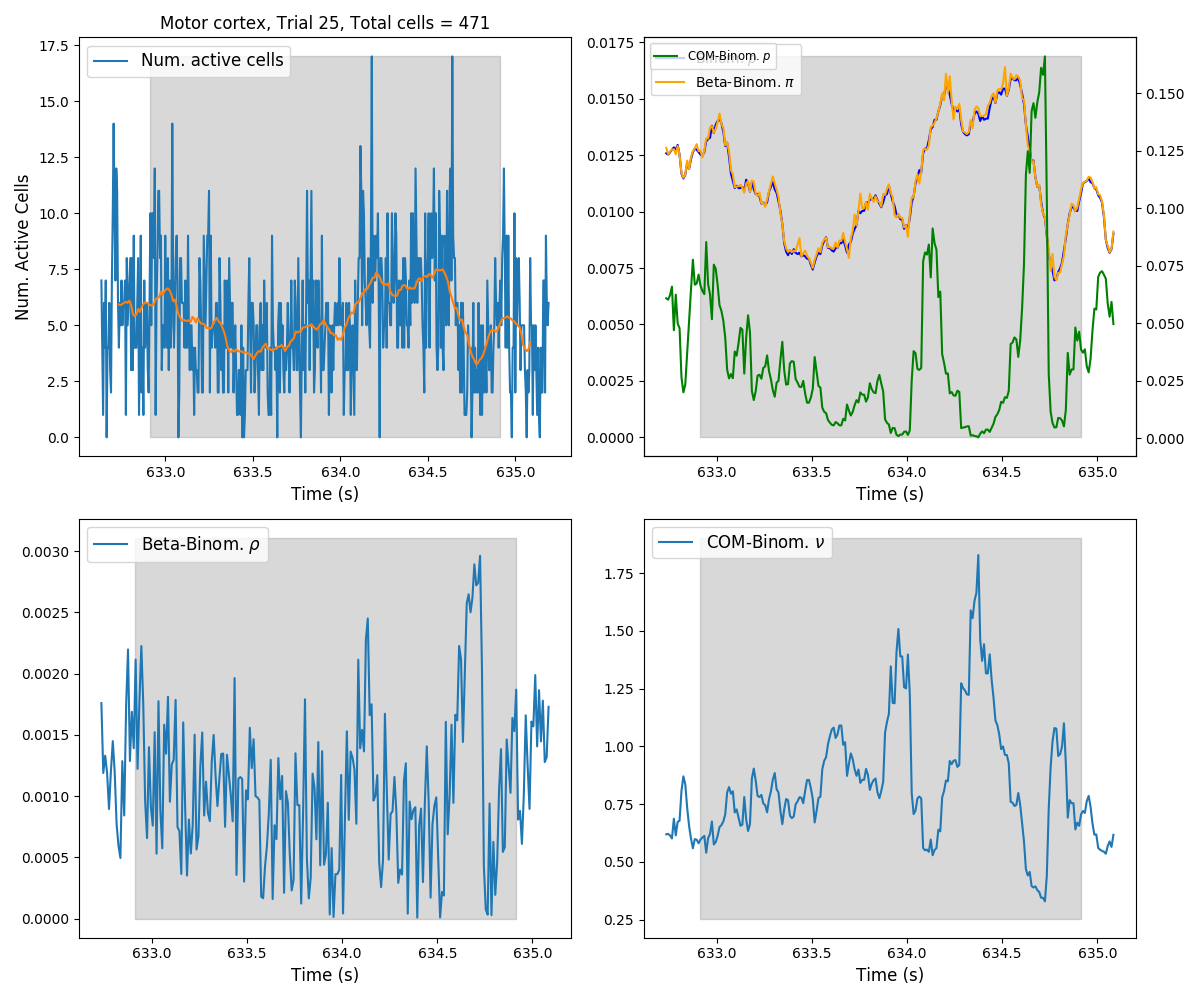 Motor cortex, Trial 25, Total cells = 471
Num. active cells
17.5
15.0
12.5
10.0
7.5
5.0
2.5
0.0
Num. Active Cells
633.0 633.5 634.0 634.5 635.0
Time (s)
COM-Binom. p
Beta-Binom. π
0.0175
0.0150
0.0125
0.0100
0.0075
0.0050
0.0025
0.0000
0.150
0.125
0.100
0.075
0.050
0.025
0.000
633.0 633.5 634.0 634.5 635.0
Time (s)
Beta-Binom. ρ
0.0030
0.0025
0.0020
0.0015
0.0010
0.0005
0.0000
633.0 633.5 634.0 634.5 635.0
Time (s)
COM-Binom. ν
1.75
1.50
1.25
1.00
0.75
0.50
0.25
633.0 633.5 634.0 634.5 635.0
Time (s)